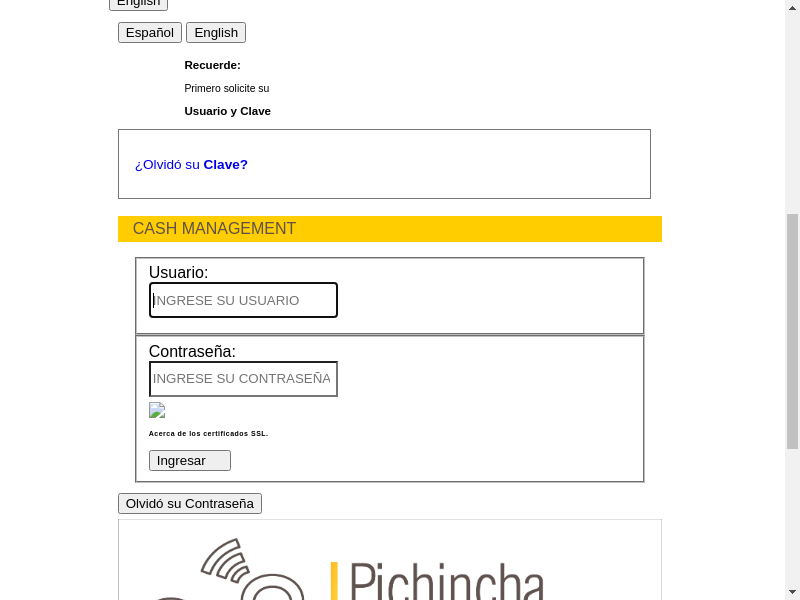 English
Español English
Recuerde:
Primero solicite su
Usuario y Clave
¿Olvidó su Clave?
CASH MANAGEMENT
Usuario:
INGRESE SU USUARIO
Contraseña:
INGRESE SU CONTRASEÑA
Acerca de los certificados SSL.
Ingresar
Olvidó su Contraseña
Pichincha